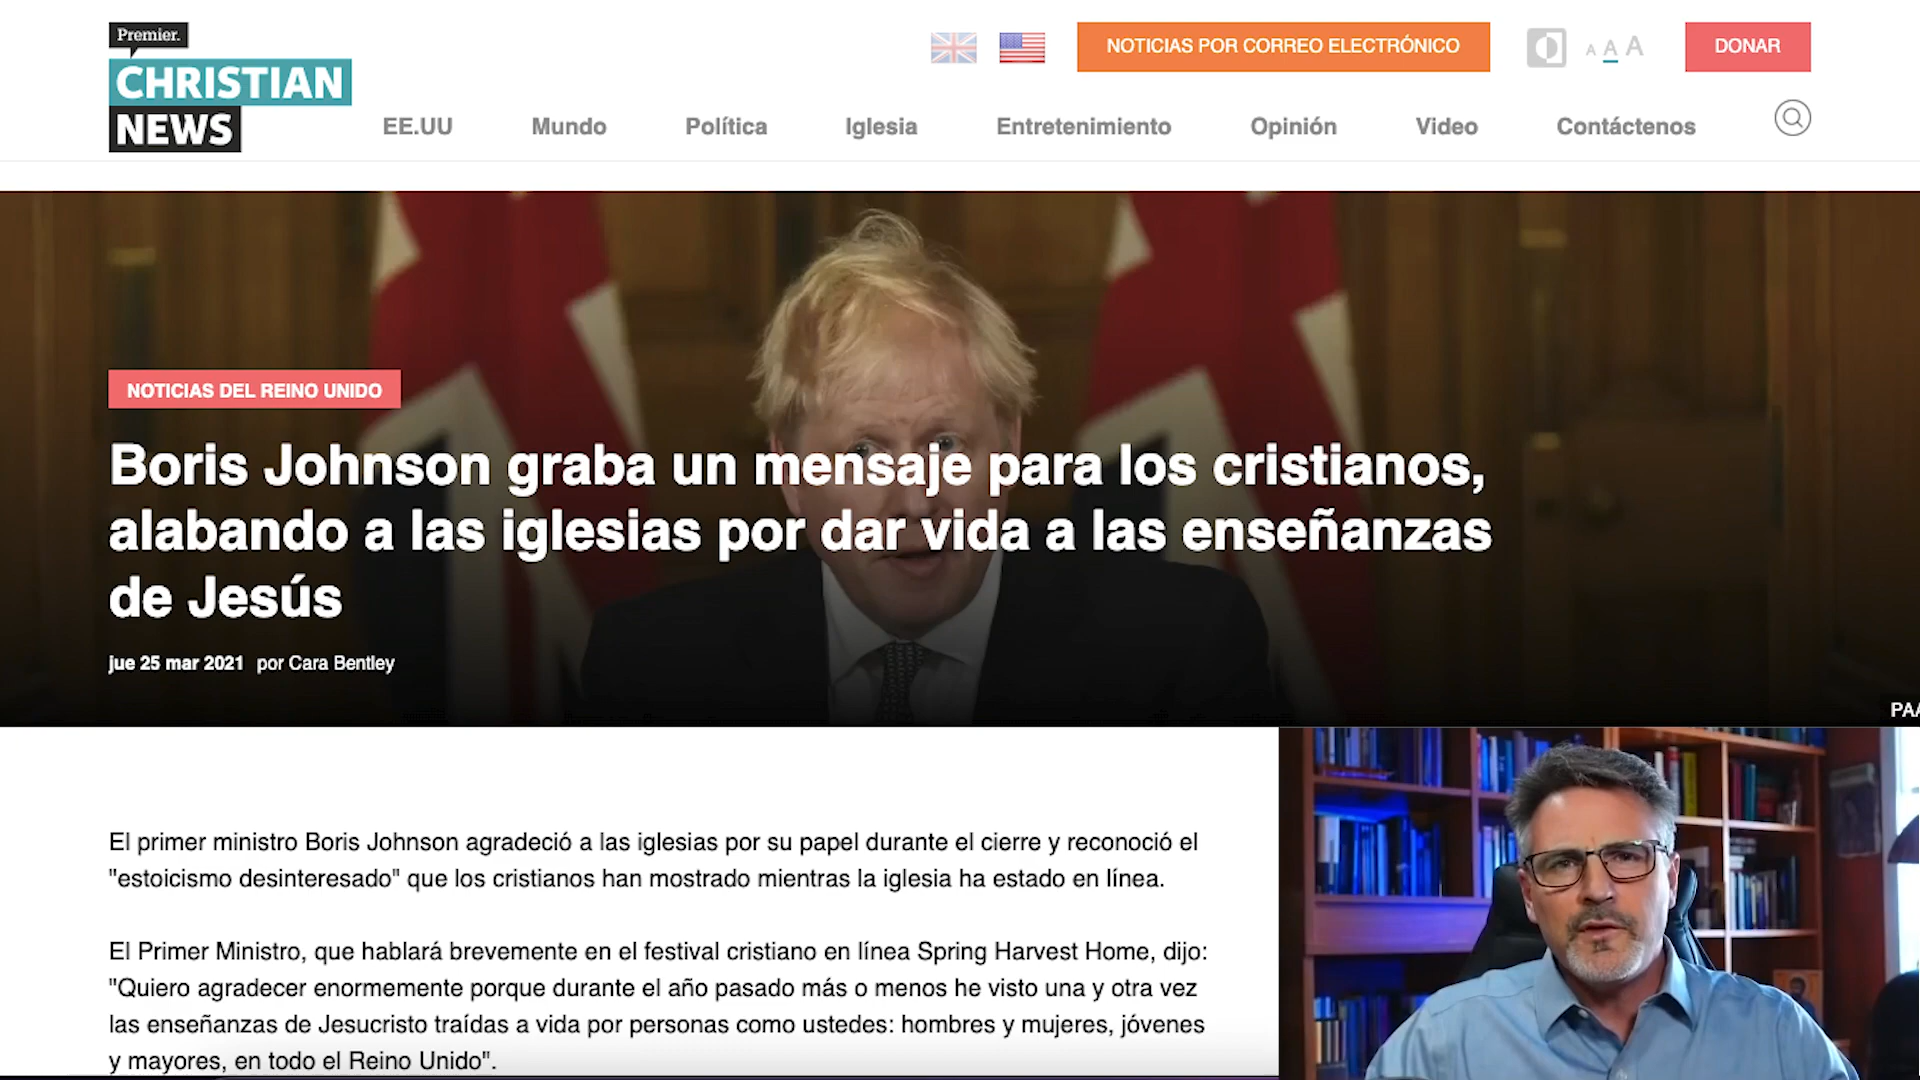 Premier.
CHRISTIAN
NEWS
NOTICIAS POR CORREO ELECTRÓNICO
A A A
DONAR
EE.UU
Mundo
Política
Iglesia
Entretenimiento
Opinión
Video
Contáctenos
NOTICIAS DEL REINO UNIDO
Boris Johnson graba un mensaje para los cristianos,
alabando a las iglesias por dar vida a las enseñanzas
de Jesús
jue 25 mar 2021 por Cara Bentley
El primer ministro Boris Johnson agradeció a las iglesias por su papel durante el cierre y reconoció el
"estoicismo desinteresado" que los cristianos han mostrado mientras la iglesia ha estado en línea.
El Primer Ministro, que hablará brevemente en el festival cristiano en línea Spring Harvest Home, dijo:
"Quiero agradecer enormemente porque durante el año pasado más o menos he visto una y otra vez
las enseñanzas de Jesucristo traídas a vida por personas como ustedes: hombres y mujeres, jóvenes
y mayores, en todo el Reino Unido".